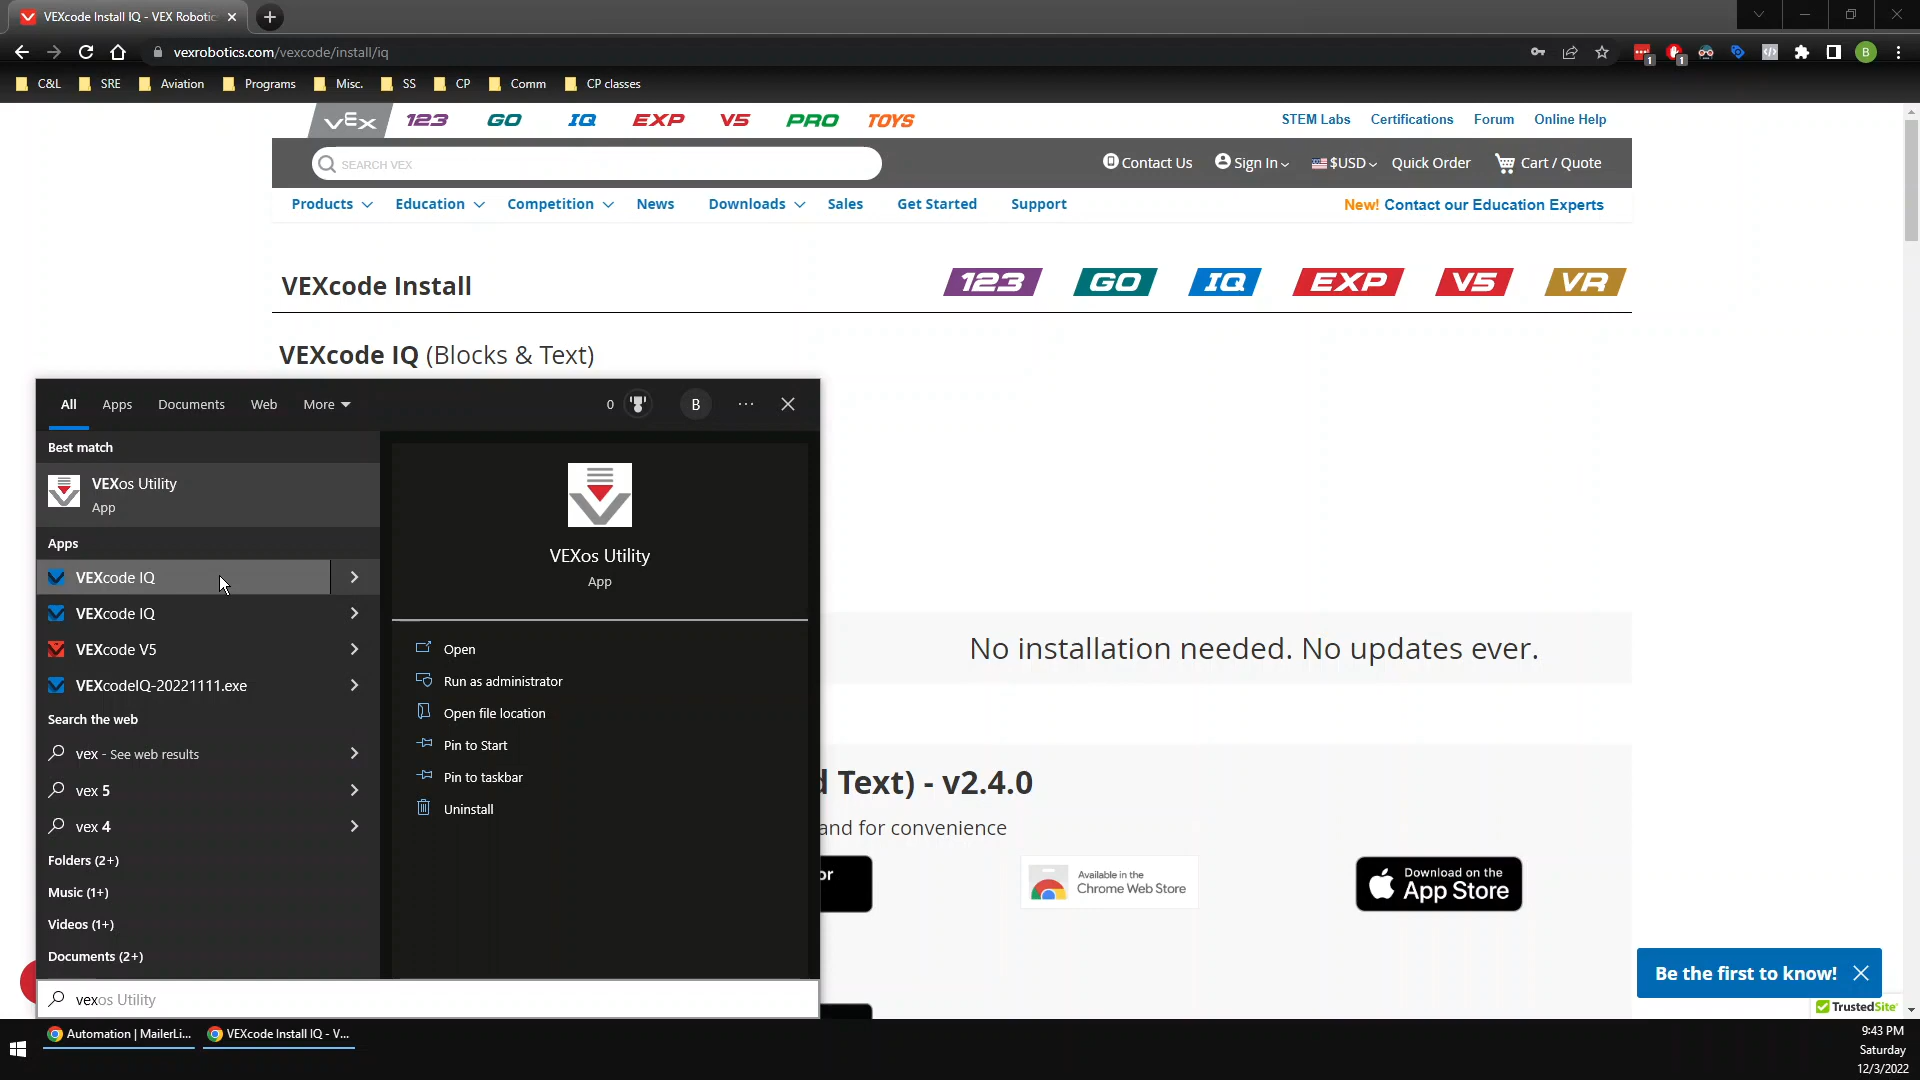 VEXcode Install IQ - VEX Robotic
vexrobotics.com/vexcode/install/iq
1
1
B
C&L
SRE
Aviation
Programs
Misc.
SS
CP
Comm
CP classes
VEX 123 GO IQ EXP V5 PRO TOYS
STEM Labs Certifications Forum Online Help
SEARCH VEX
Contact Us Sign In $USD Quick Order Cart / Quote
Products Education Competition News Downloads Sales Get Started Support
New! Contact our Education Experts
VEXcode Install
123 GO IQ EXP V5 VR
VEXcode IQ (Blocks & Text)
All Apps Documents Web More
0 B ...
Best match
VEXos Utility
App
Apps
VEXcode IQ
VEXcode IQ
VEXcode V5
VEXcodeIQ-20221111.exe
Search the web
vex - See web results
vex 5
vex 4
Folders (2+)
Music (1+)
Videos (1+)
Documents (2+)
vexos Utility
VEXos Utility
App
Open
Run as administrator
Open file location
Pin to Start
Pin to taskbar
Uninstall
No installation needed. No updates ever.
d Text) - v2.4.0
and for convenience
or
Available in the
Chrome Web Store
Download on the
App Store
Be the first to know!
TrustedSite
Automation | MailerLi...
VEXcode Install IQ - V...
9:43 PM
Saturday
12/3/2022